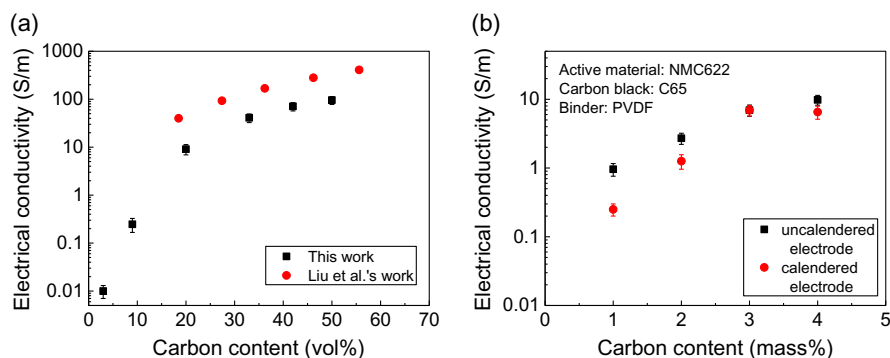 (a)
Electrical conductivity (S/m)
1000
100
10
1
0.1
0.01
This work
Liu et al.'s work
0 10 20 30 40 50 60 70
Carbon content (vol%)
(b)
Electrical conductivity (S/m)
10
1
0.1
0.01
Active material: NMC622
Carbon black: C65
Binder: PVDF
uncalendered
electrode
calendered
electrode
0 1 2 3 4 5
Carbon content (mass%)